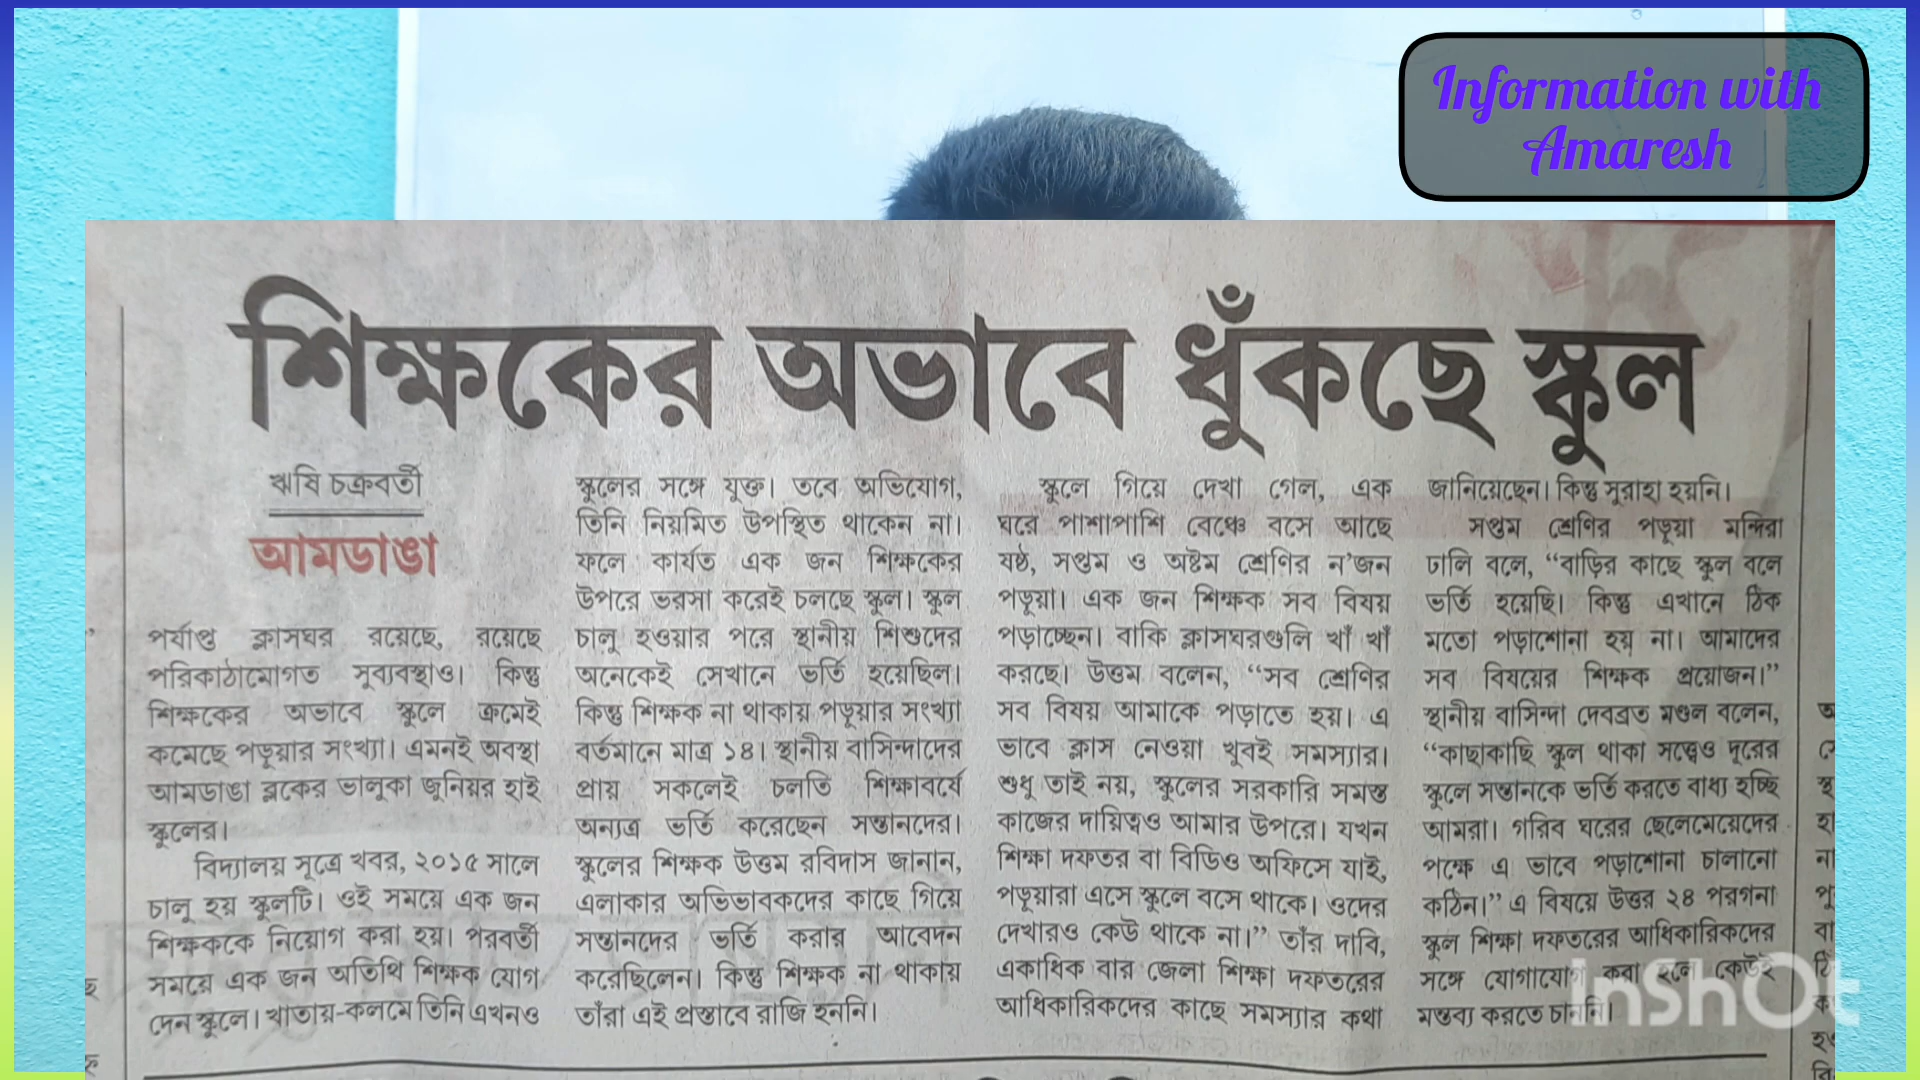 Information with
Amaresh
শিক্ষকের অভাবে ধুঁকছে স্কুল
ঋষি চক্রবর্তী
আমডাঙা
পর্যাপ্ত ক্লাসঘর রয়েছে, রয়েছে
পরিকাঠামোগত সুব্যবস্থাও। কিন্তু
শিক্ষকের অভাবে স্কুলে ক্রমেই
কমেছে পড়ুয়ার সংখ্যা। এমনই অবস্থা
আমডাঙা ব্লকের ভালুকা জুনিয়র হাই
স্কুলের।
বিদ্যালয় সূত্রে খবর, ২০১৫ সালে
চালু হয় স্কুলটি। ওই সময়ে এক জন
শিক্ষককে নিয়োগ করা হয়। পরবর্তী
সময়ে এক জন অতিথি শিক্ষক যোগ
দেন স্কুলে। খাতায়-কলমে তিনি এখনও
স্কুলের সঙ্গে যুক্ত। তবে অভিযোগ,
তিনি নিয়মিত উপস্থিত থাকেন না।
ফলে কার্যত এক জন শিক্ষকের
উপরে ভরসা করেই চলছে স্কুল। স্কুল
চালু হওয়ার পরে স্থানীয় শিশুদের
অনেকেই সেখানে ভর্তি হয়েছিল।
কিন্তু শিক্ষক না থাকায় পড়ুয়ার সংখ্যা
বর্তমানে মাত্র ১৪। স্থানীয় বাসিন্দাদের
প্রায় সকলেই চলতি শিক্ষাবর্ষে
অন্যত্র ভর্তি করেছেন সন্তানদের।
স্কুলের শিক্ষক উত্তম রবিদাস জানান,
এলাকার অভিভাবকদের কাছে গিয়ে
সন্তানদের ভর্তি করার আবেদন
করেছিলেন। কিন্তু শিক্ষক না থাকায়
তাঁরা এই প্রস্তাবে রাজি হননি।
স্কুলে গিয়ে দেখা গেল, এক
ঘরে পাশাপাশি বেঞ্চে বসে আছে
ষষ্ঠ, সপ্তম ও অষ্টম শ্রেণির ন'জন
পড়ুয়া। এক জন শিক্ষক সব বিষয়
পড়াচ্ছেন। বাকি ক্লাসঘরগুলি খাঁ খাঁ
করছে। উত্তম বলেন, “সব শ্রেণির
সব বিষয় আমাকে পড়াতে হয়। এ
ভাবে ক্লাস নেওয়া খুবই সমস্যার।
শুধু তাই নয়, স্কুলের সরকারি সমস্ত
কাজের দায়িত্বও আমার উপরে। যখন
শিক্ষা দফতর বা বিডিও অফিসে যাই,
পড়ুয়ারা এসে স্কুলে বসে থাকে। ওদের
দেখারও কেউ থাকে না।” তাঁর দাবি,
একাধিক বার জেলা শিক্ষা দফতরের
আধিকারিকদের কাছে সমস্যার কথা
জানিয়েছেন। কিন্তু সুরাহা হয়নি।
সপ্তম শ্রেণির পড়ুয়া মন্দিরা
ঢালি বলে, “বাড়ির কাছে স্কুল বলে
ভর্তি হয়েছি। কিন্তু এখানে ঠিক
মতো পড়াশোনা হয় না। আমাদের
সব বিষয়ের শিক্ষক প্রয়োজন।”
স্থানীয় বাসিন্দা দেবব্রত মণ্ডল বলেন,
“কাছাকাছি স্কুল থাকা সত্ত্বেও দূরের
স্কুলে সন্তানকে ভর্তি করতে বাধ্য হচ্ছি
আমরা। গরিব ঘরের ছেলেমেয়েদের
পক্ষে এ ভাবে পড়াশোনা চালানো
কঠিন।” এ বিষয়ে উত্তর ২৪ পরগনা
স্কুল শিক্ষা দফতরের আধিকারিকদের
সঙ্গে যোগাযোগ করা হলে কেউই
মন্তব্য করতে চাননি।
InShOt